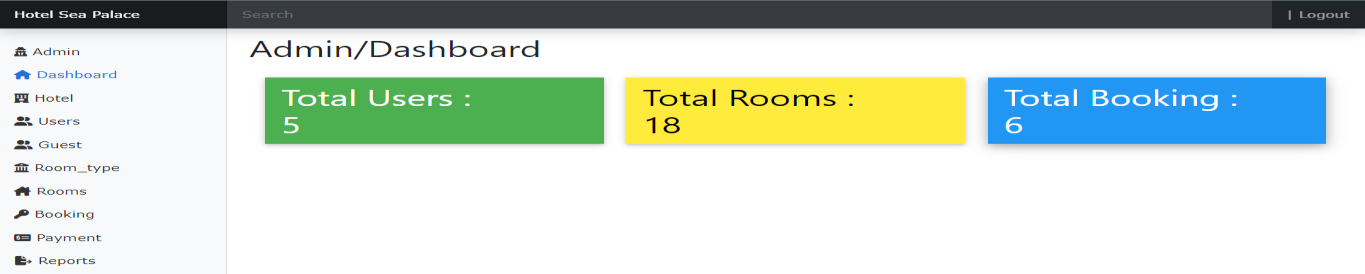 Hotel Sea Palace
Search
| Logout
Admin
Dashboard
Hotel
Users
Guest
Room_type
Rooms
Booking
Payment
Reports
Admin/Dashboard
Total Users :
5
Total Rooms :
18
Total Booking :
6